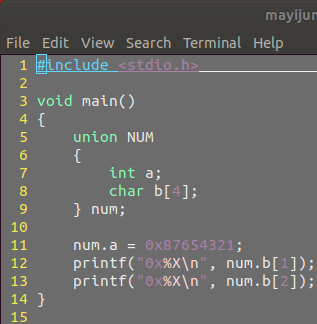 mayijun
File Edit View Search Terminal Help
1 #include <stdio.h>
2
3 void main()
4 {
5     union NUM
6     {
7         int a;
8         char b[4];
9     } num;
10
11     num.a = 0x87654321;
12     printf("0x%X\n", num.b[1]);
13     printf("0x%X\n", num.b[2]);
14 }
15